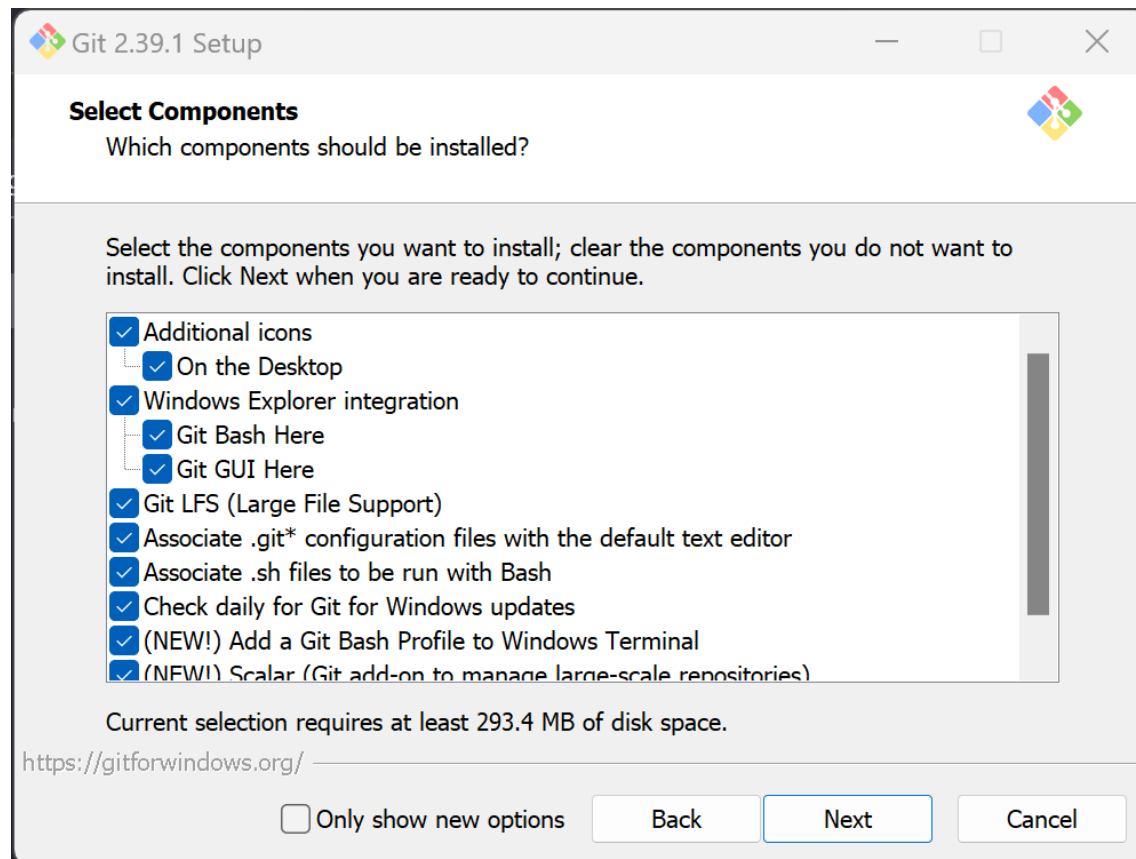 Git 2.39.1 Setup
Select Components
Which components should be installed?
Select the components you want to install; clear the components you do not want to
install. Click Next when you are ready to continue.
Additional icons
On the Desktop
Windows Explorer integration
Git Bash Here
Git GUI Here
Git LFS (Large File Support)
Associate .git* configuration files with the default text editor
Associate .sh files to be run with Bash
Check daily for Git for Windows updates
(NEW!) Add a Git Bash Profile to Windows Terminal
(NEW!) Scalar (Git add-on to manage large-scale repositories)
Current selection requires at least 293.4 MB of disk space.
https://gitforwindows.org/
Only show new options
Back
Next
Cancel